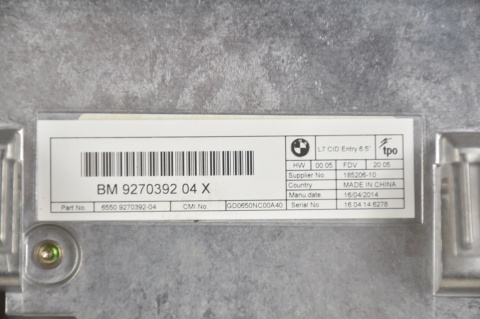 L7 CID Entry 6.5"
tpo
HW 00.05 FDV 20.05
Supplier No 185206-10
Country MADE IN CHINA
Manu.date 16/04/2014
Serial No 16 04 14 6278
BM 9270392 04 X
Part No. 6550 9270392-04 CMI No. GD0650NC00A40